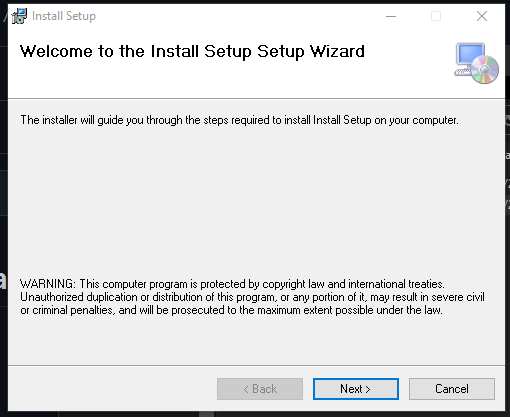 Install Setup
Welcome to the Install Setup Setup Wizard
The installer will guide you through the steps required to install Install Setup on your computer.
WARNING: This computer program is protected by copyright law and international treaties.
Unauthorized duplication or distribution of this program, or any portion of it, may result in severe civil
or criminal penalties, and will be prosecuted to the maximum extent possible under the law.
< Back
Next >
Cancel